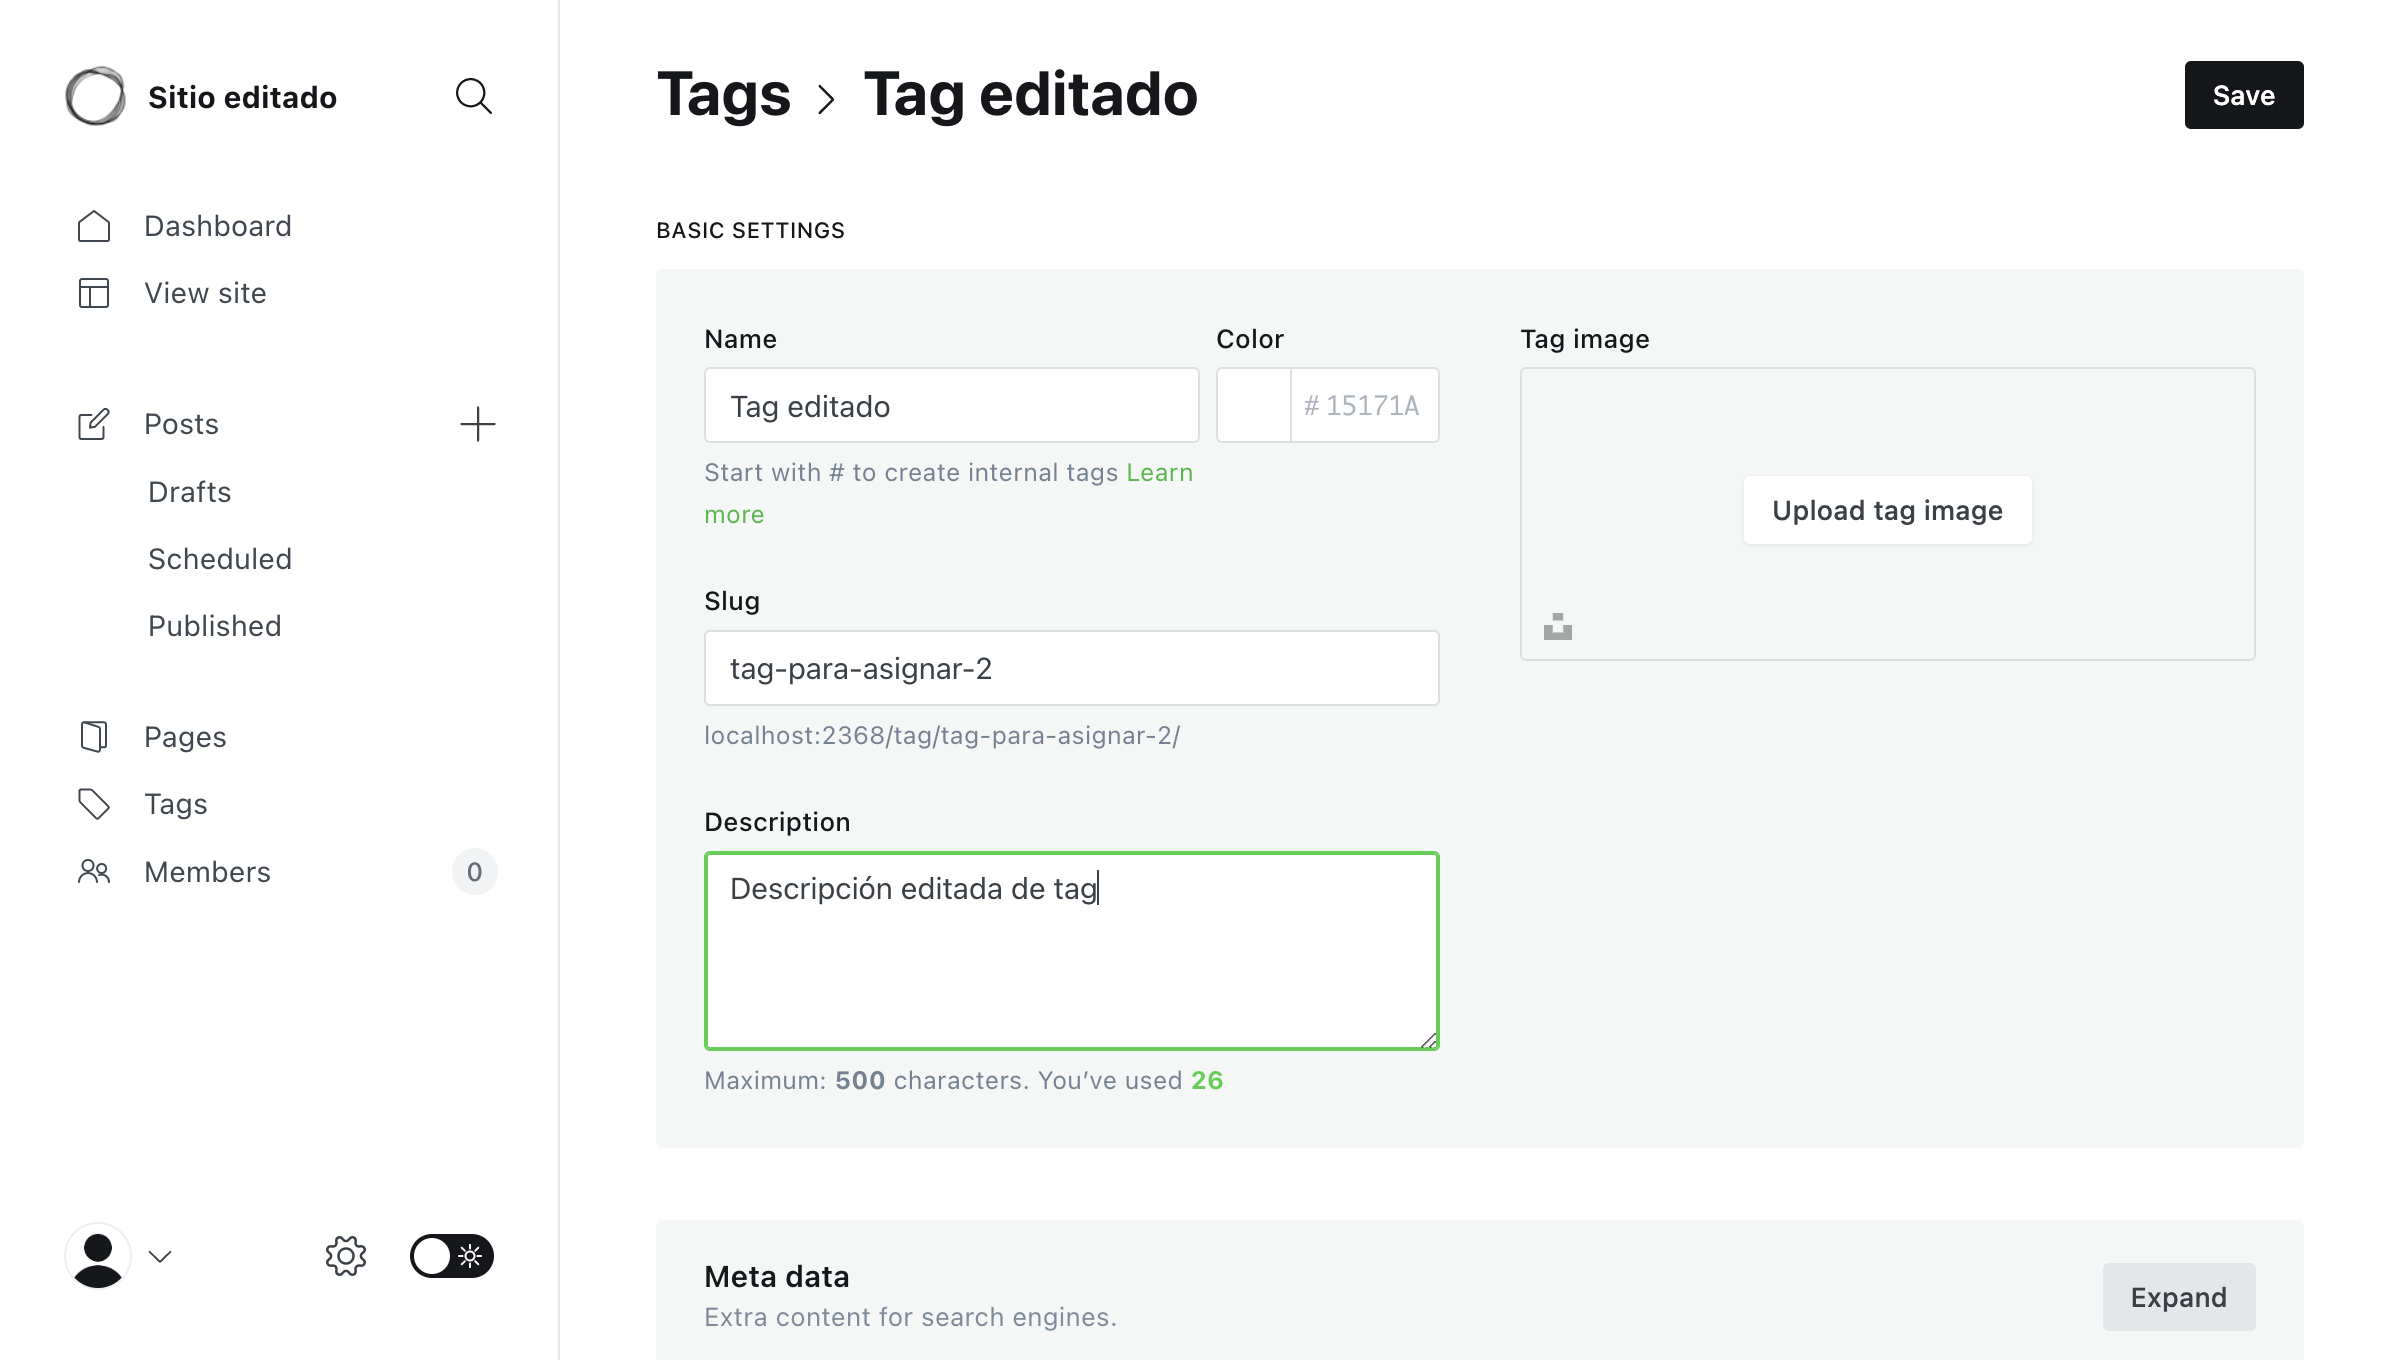 Sitio editado
Dashboard
View site
Posts
Drafts
Scheduled
Published
Pages
Tags
Members
0
Tags > Tag editado
Save
BASIC SETTINGS
Name
Tag editado
Start with # to create internal tags Learn
more
Color
# 15171A
Slug
tag-para-asignar-2
localhost:2368/tag/tag-para-asignar-2/
Description
Descripción editada de tag
Maximum: 500 characters. You’ve used 26
Tag image
Upload tag image
Meta data
Extra content for search engines.
Expand